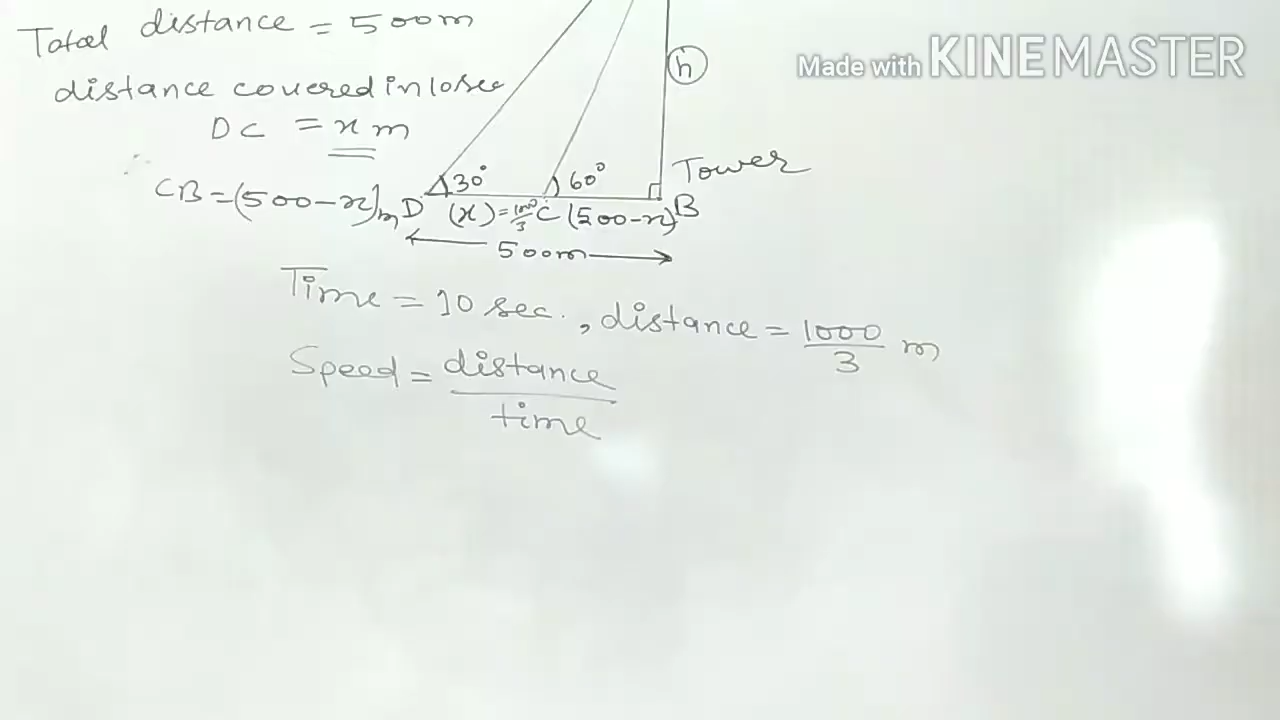 Total distance = 500m
Made with KINEMASTER
h
distance covered in 10 sec
DC = x m
30°
60°
Tower
CB = (500-x)m
D (x) = 1000/3 C (500-x) B
500m
Time = 10 sec., distance = 1000/3 m
Speed = distance/time